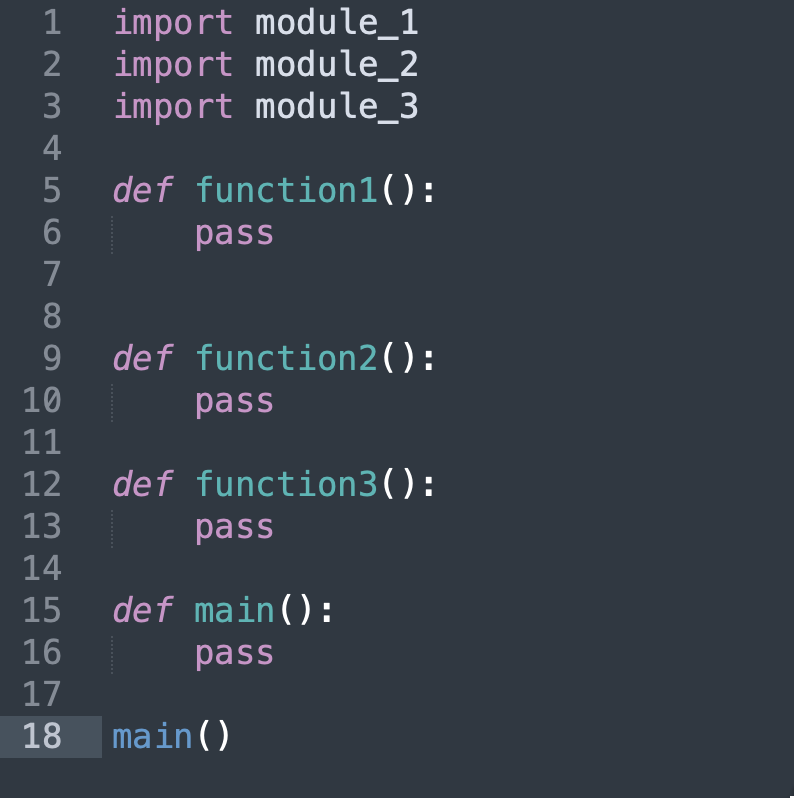 1 import module_1
2 import module_2
3 import module_3
4
5 def function1():
6     pass
7
8
9 def function2():
10     pass
11
12 def function3():
13     pass
14
15 def main():
16     pass
17
18 main()